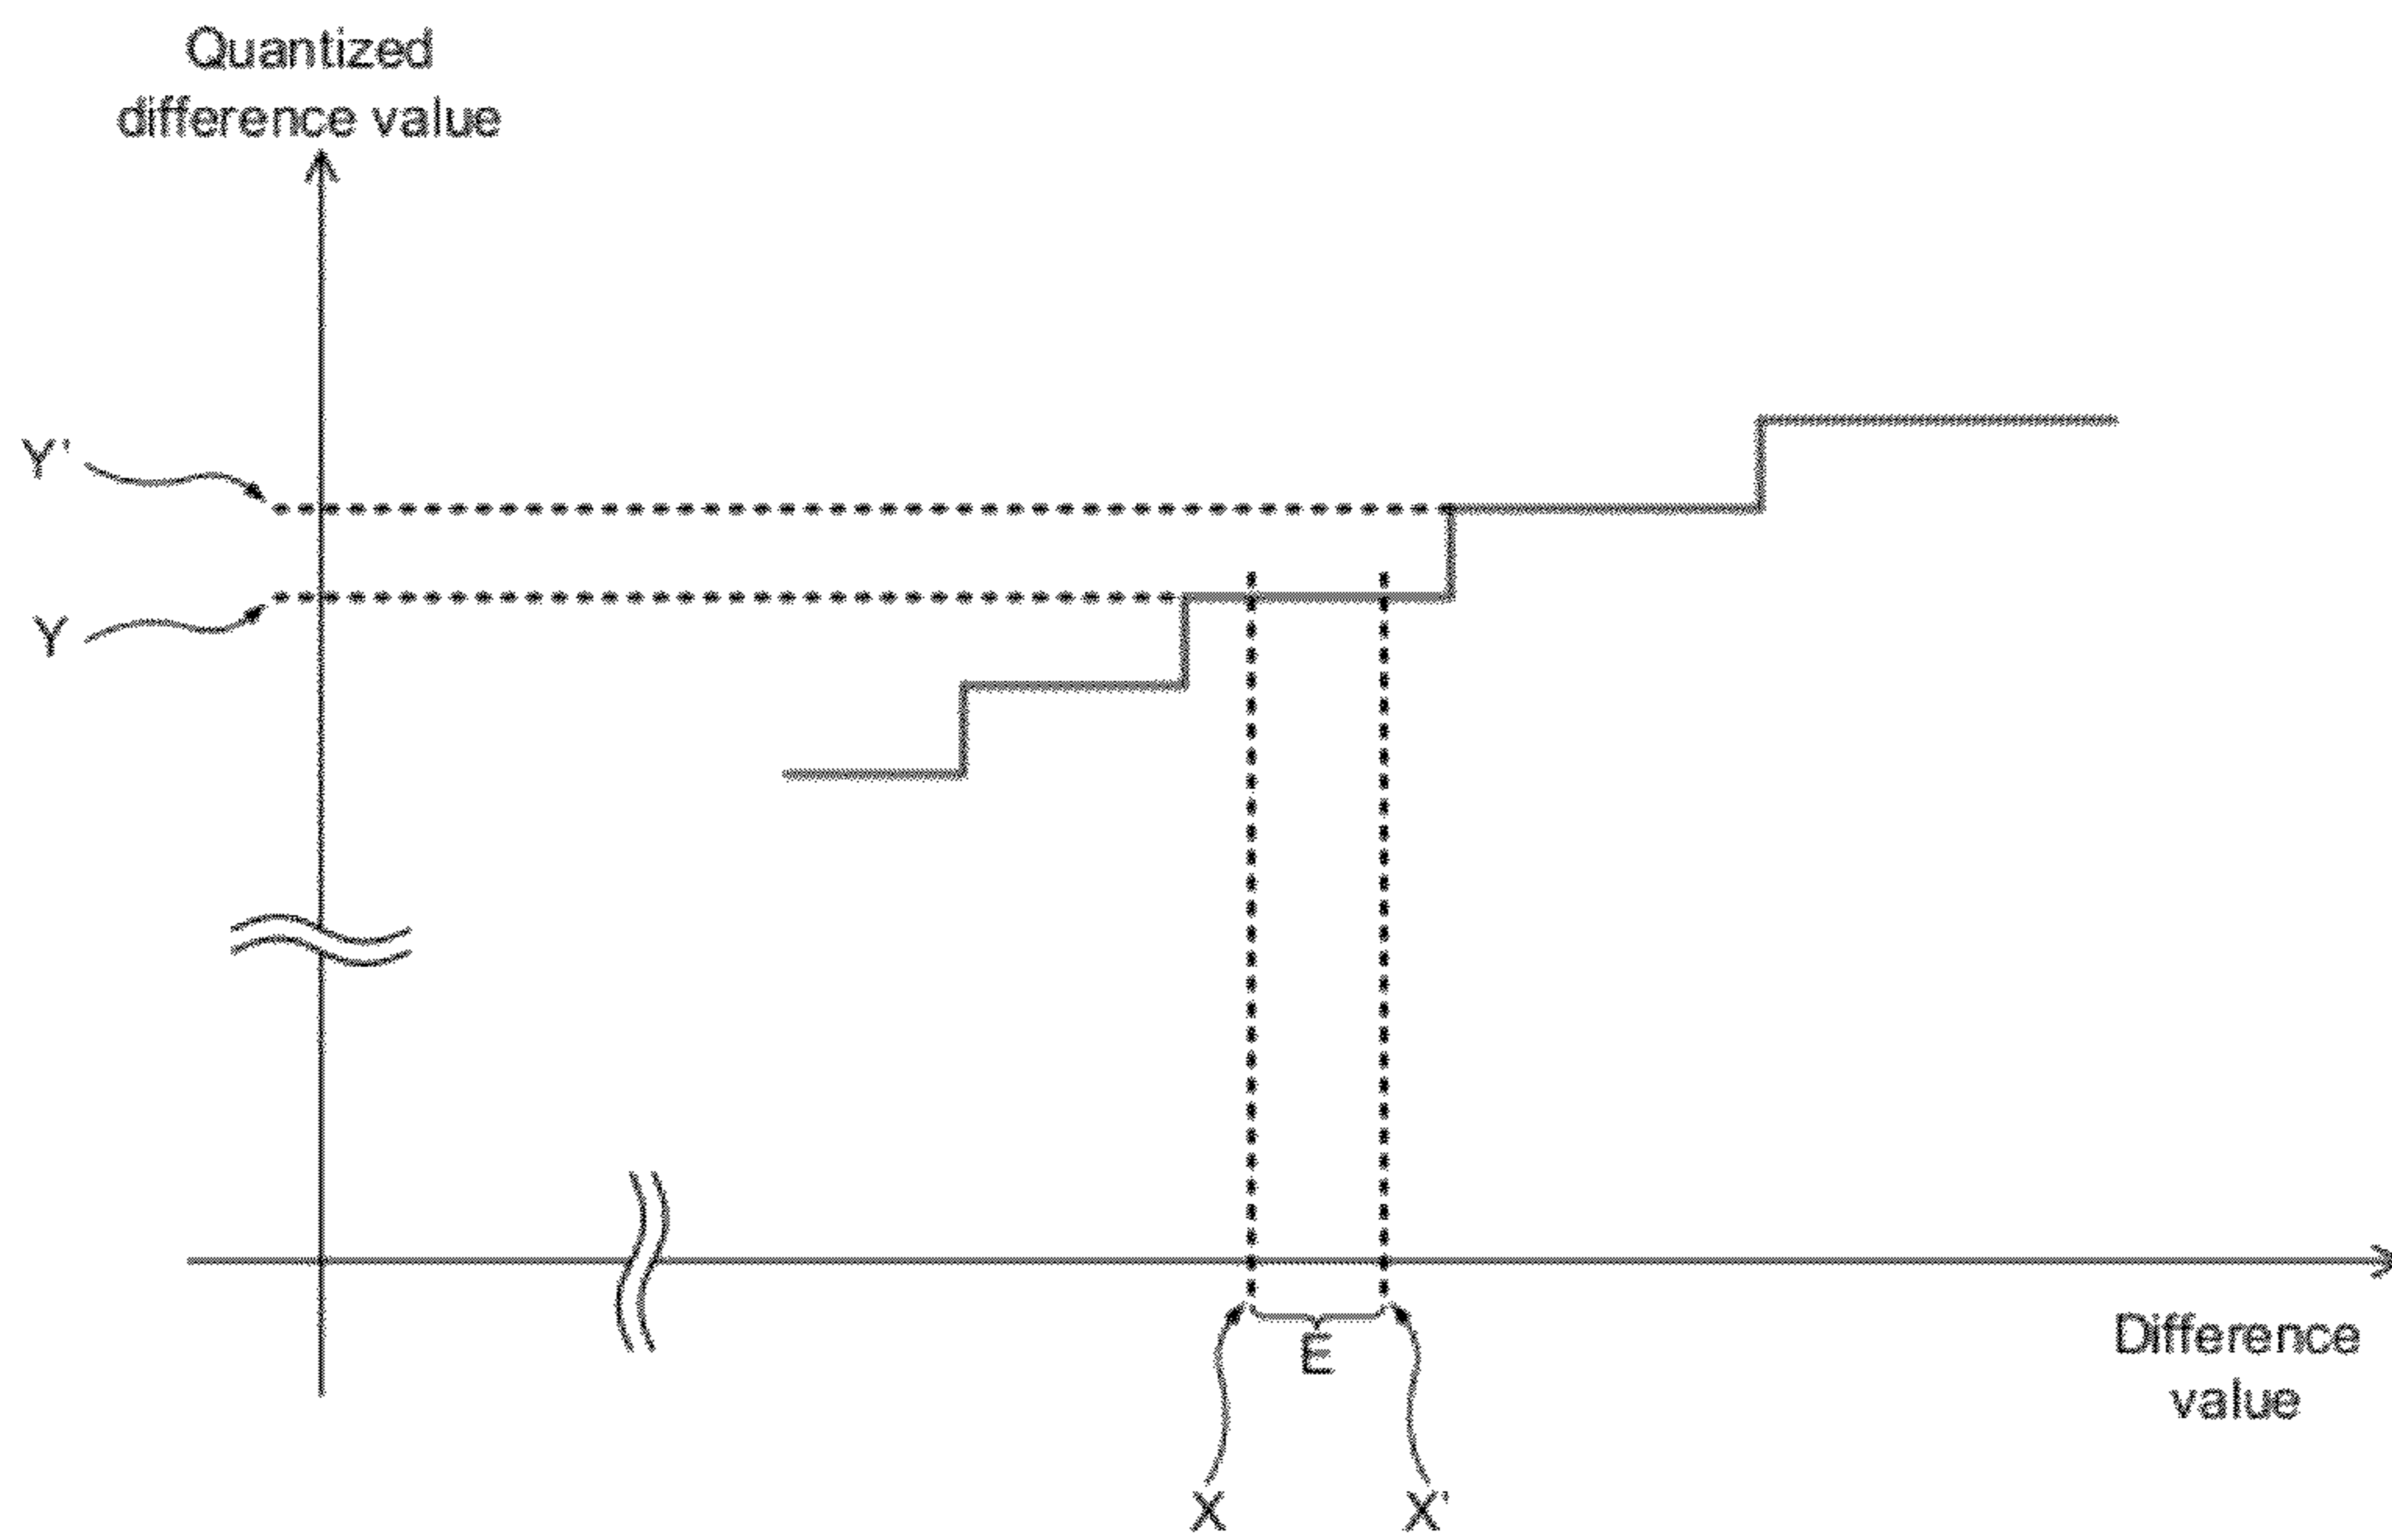 Quantized
difference value
Y'
Y
E
Difference
value
X
X'